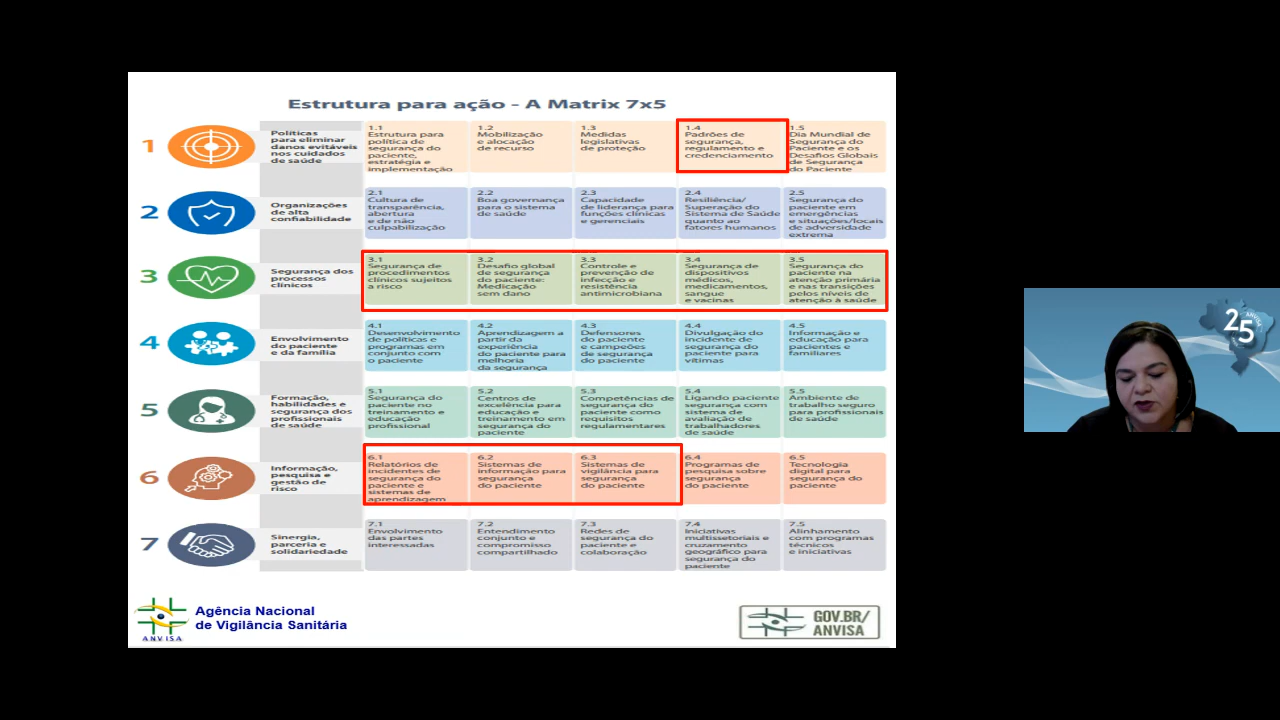 Estrutura para ação - A Matrix 7x5
1
Políticas
para eliminar
danos evitáveis
nos cuidados
de saúde
1.1
Estrutura para
política de
segurança do
paciente,
estratégia e
implementação
1.2
Mobilização
e alocação
de recurso
1.3
Medidas
legislativas
de proteção
1.4
Padrões de
segurança,
regulamento e
credenciamento
1.5
Dia Mundial de
Segurança do
Paciente e os
Desafios Globais
de Segurança
do Paciente
2
Organizações
de alta
confiabilidade
2.1
Cultura de
transparência,
abertura
e de não
culpabilização
2.2
Boa governança
para o sistema
de saúde
2.3
Capacidade
de liderança para
funções clínicas
e gerenciais
2.4
Resiliência/
Superação do
Sistema de Saúde
quanto ao
fatores humanos
2.5
Segurança do
paciente em
emergências
e situações/locais
de adversidade
extrema
3
Segurança dos
processos
clínicos
3.1
Segurança de
procedimentos
clínicos sujeitos
a risco
3.2
Desafio global
de segurança
do paciente:
Medicação
sem dano
3.3
Controle e
prevenção de
infecção e
resistência
antimicrobiana
3.4
Segurança de
dispositivos
médicos,
medicamentos,
sangue
e vacinas
3.5
Segurança do
paciente na
atenção primária
e nas transições
pelos níveis de
atenção à saúde
4
Envolvimento
do paciente
e da família
4.1
Desenvolvimento
de políticas e
programas em
conjunto com
o paciente
4.2
Aprendizagem a
partir da
experiência
do paciente para
melhoria
da segurança
4.3
Defensores
do paciente
e campeões
de segurança
do paciente
4.4
Divulgação do
incidente de
segurança do
paciente para
vítimas
4.5
Informação e
educação para
pacientes e
familiares
5
Formação,
habilidades e
segurança dos
profissionais
de saúde
5.1
Segurança do
paciente no
treinamento e
educação
profissional
5.2
Centros de
excelência para
educação e
treinamento em
segurança do
paciente
5.3
Competências de
segurança do
paciente como
requisitos
regulamentares
5.4
Ligando paciente
segurança com
sistema de
avaliação de
trabalhadores
de saúde
5.5
Ambiente de
trabalho seguro
para profissionais
de saúde
6
Informação,
pesquisa e
gestão de
risco
6.1
Relatórios de
incidentes de
segurança do
paciente e
sistemas de
aprendizagem
6.2
Sistemas de
informação para
segurança
do paciente
6.3
Sistemas de
vigilância para
segurança
do paciente
6.4
Programas de
pesquisa sobre
segurança
do paciente
6.5
Tecnologia
digital para
segurança do
paciente
7
Sinergia,
parceria e
solidariedade
7.1
Envolvimento
das partes
interessadas
7.2
Entendimento
conjunto e
compromisso
compartilhado
7.3
Redes de
segurança do
paciente e
colaboração
7.4
Iniciativas
multissetoriais e
cruzamento
geográfico para
segurança do
paciente
7.5
Alinhamento
com programas
técnicos
e iniciativas
ANVISA
Agência Nacional
de Vigilância Sanitária
GOV.BR/
ANVISA
ANVISA
25